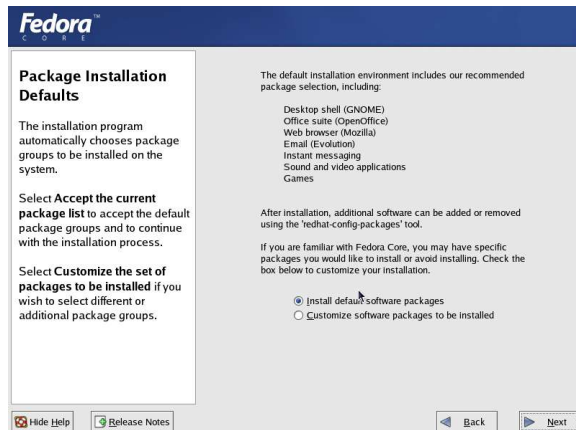 Fedora™
CORE
Package Installation
Defaults
The installation program
automatically chooses package
groups to be installed on the
system.
Select Accept the current
package list to accept the default
package groups and to continue
with the installation process.
Select Customize the set of
packages to be installed if you
wish to select different or
additional package groups.
The default installation environment includes our recommended
package selection, including:
Desktop shell (GNOME)
Office suite (OpenOffice)
Web browser (Mozilla)
Email (Evolution)
Instant messaging
Sound and video applications
Games
After installation, additional software can be added or removed
using the 'redhat-config-packages' tool.
If you are familiar with Fedora Core, you may have specific
packages you would like to install or avoid installing. Check the
box below to customize your installation.
Install default software packages
Customize software packages to be installed
Hide Help
Release Notes
Back
Next